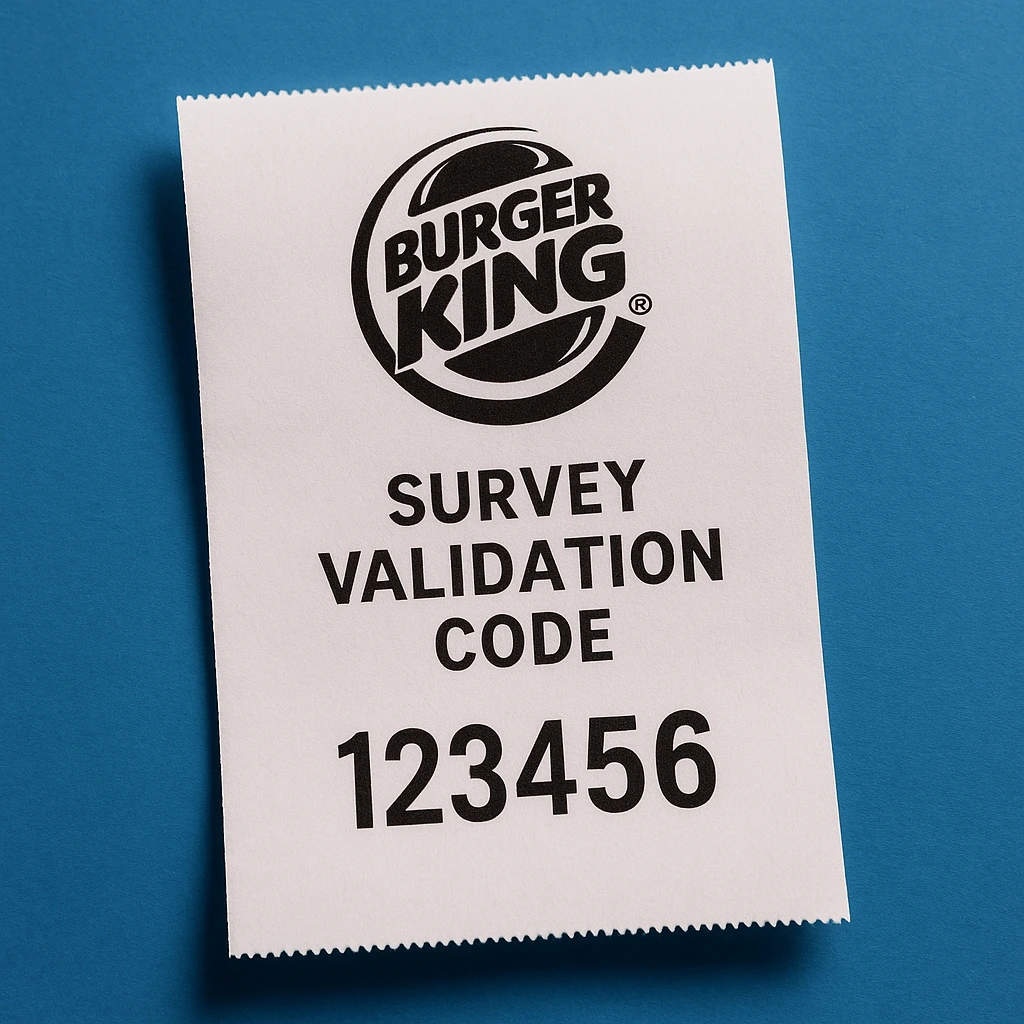 BURGER
KING®
SURVEY
VALIDATION
CODE
123456